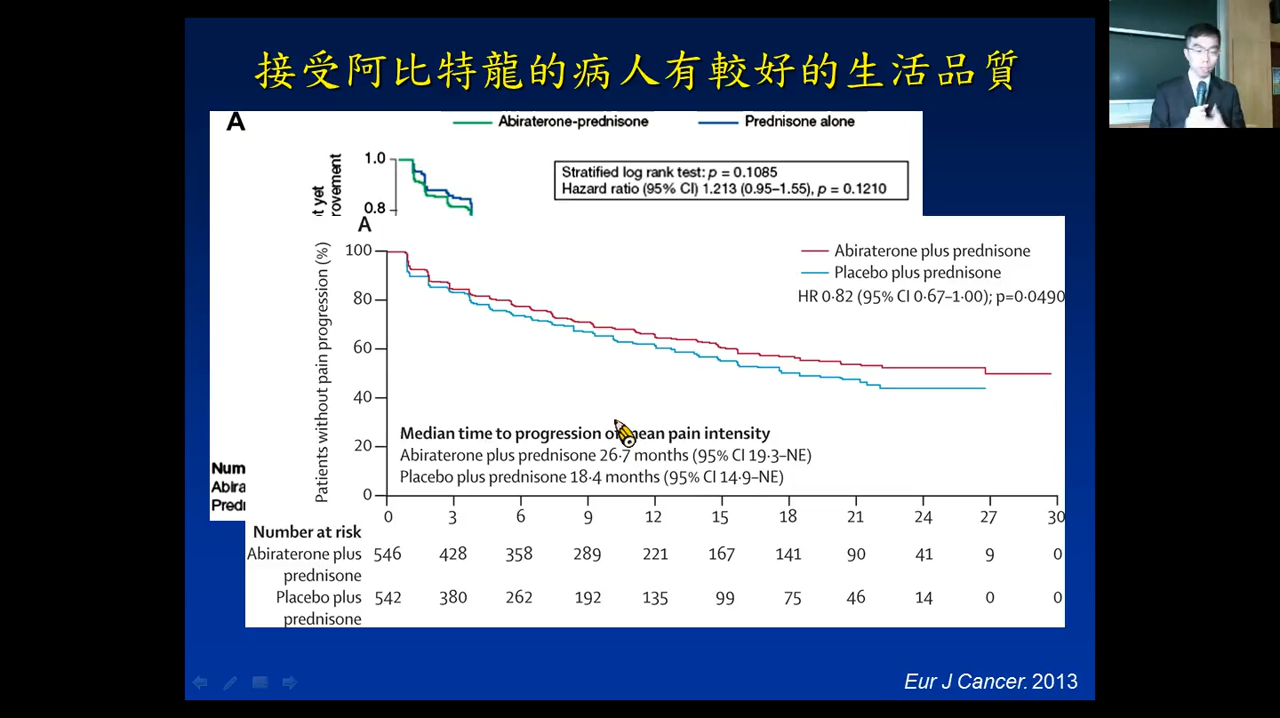 接受阿比特龍的病人有較好的生活品質
A
Abiraterone-prednisone Prednisone alone
Stratified log rank test: p = 0.1085
Hazard ratio (95% CI) 1.213 (0.95–1.55), p = 0.1210
1.0
0.8
A
Patients without pain progression (%)
100
80
60
40
20
0
Abiraterone plus prednisone
Placebo plus prednisone
HR 0·82 (95% CI 0·67–1·00); p=0·0490
Median time to progression of mean pain intensity
Abiraterone plus prednisone 26·7 months (95% CI 19·3–NE)
Placebo plus prednisone 18·4 months (95% CI 14·9–NE)
0 3 6 9 12 15 18 21 24 27 30
Number at risk
Abiraterone plus 546 428 358 289 221 167 141 90 41 9 0
prednisone
Placebo plus 542 380 262 192 135 99 75 46 14 0 0
prednisone
Num
Abira
Pred
Eur J Cancer. 2013